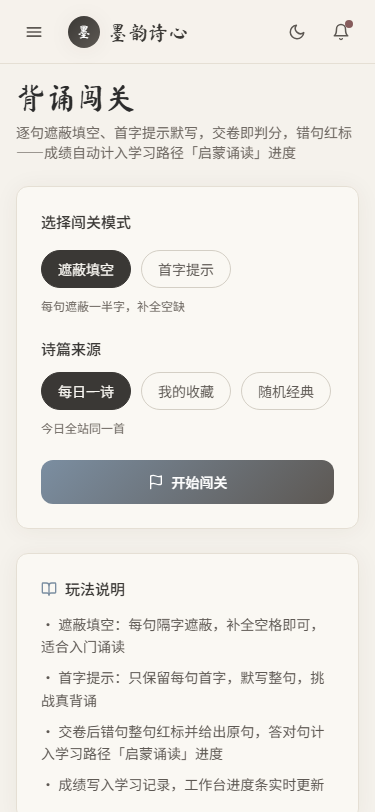 墨 墨韵诗心
背诵闯关
逐句遮蔽填空、首字提示默写，交卷即判分，错句红标
——成绩自动计入学习路径「启蒙诵读」进度
选择闯关模式
遮蔽填空 首字提示
每句遮蔽一半字，补全空缺
诗篇来源
每日一诗 我的收藏 随机经典
今日全站同一首
开始闯关
玩法说明
· 遮蔽填空：每句隔字遮蔽，补全空格即可，
适合入门诵读
· 首字提示：只保留每句首字，默写整句，挑
战真背诵
· 交卷后错句整句红标并给出原句，答对句计
入学习路径「启蒙诵读」进度
· 成绩写入学习记录，工作台进度条实时更新